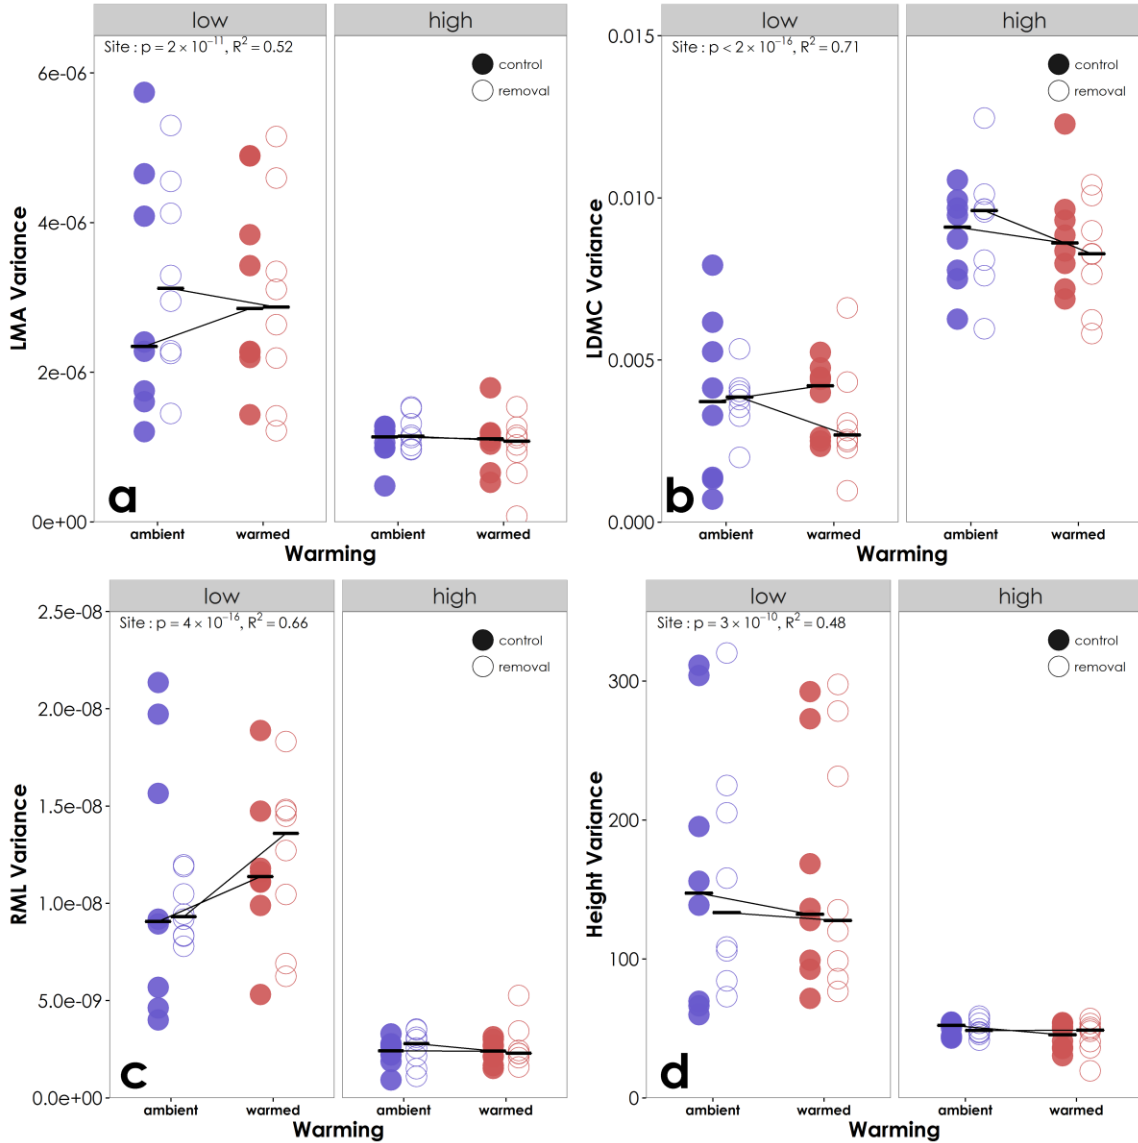 low
high
Site : p = 2 × 10⁻¹¹, R² = 0.52
control
removal
6e-06
4e-06
2e-06
0e+00
LMA Variance
a
ambient
warmed
ambient
warmed
Warming
low
high
Site : p < 2 × 10⁻¹⁶, R² = 0.71
control
removal
0.015
0.010
0.005
0.000
LDMC Variance
b
ambient
warmed
ambient
warmed
Warming
low
high
Site : p = 4 × 10⁻¹⁶, R² = 0.66
control
removal
2.5e-08
2.0e-08
1.5e-08
1.0e-08
5.0e-09
0.0e+00
RML Variance
c
ambient
warmed
ambient
warmed
Warming
low
high
Site : p = 3 × 10⁻¹⁰, R² = 0.48
control
removal
300
200
100
0
Height Variance
d
ambient
warmed
ambient
warmed
Warming